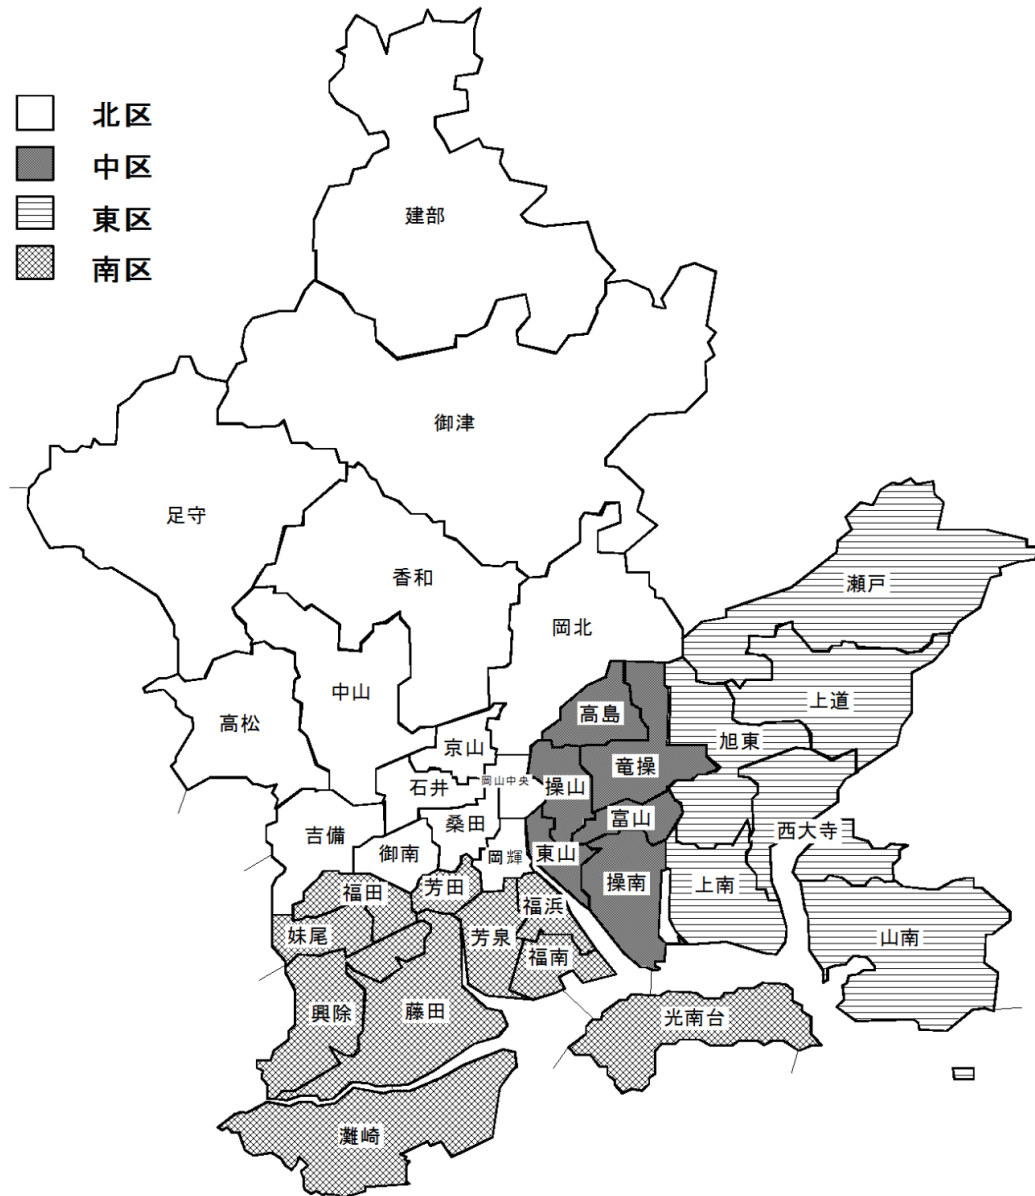 北区
中区
東区
南区
建部
御津
足守
香和
瀬戸
岡北
中山
上道
高島
高松
旭東
京山
竜操
石井
岡山中央
操山
富山
桑田
吉備
西大寺
御南
岡輝
東山
上南
操南
福田
芳田
福浜
妹尾
芳泉
山南
福南
興除
藤田
光南台
灘崎